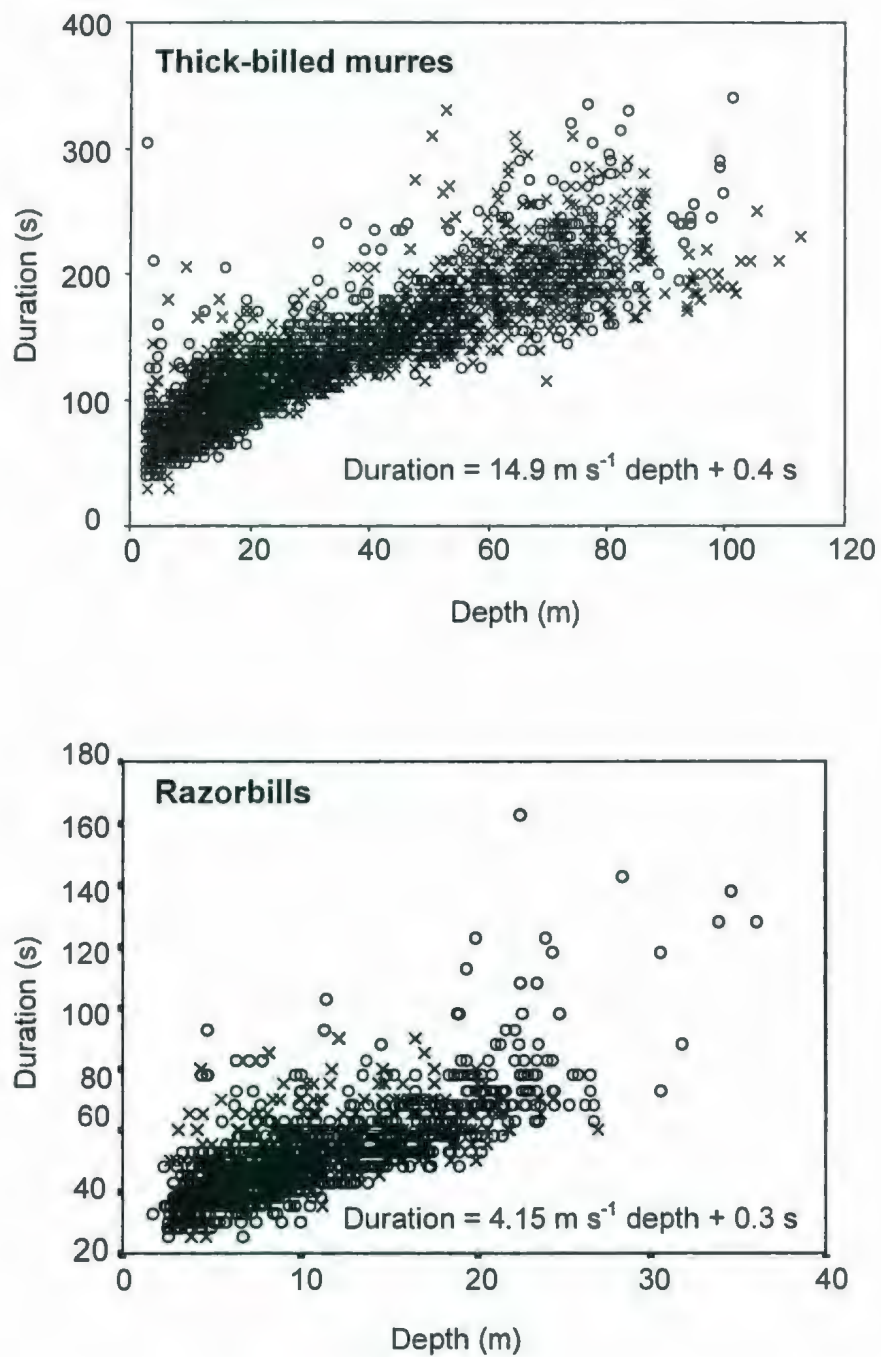 Thick-billed murres
400
300
200
100
0
Duration (s)
Duration = 14.9 m s⁻¹ depth + 0.4 s
0 20 40 60 80 100 120
Depth (m)
Razorbills
180
160
140
120
100
80
60
40
20
Duration (s)
Duration = 4.15 m s⁻¹ depth + 0.3 s
0 10 20 30 40
Depth (m)